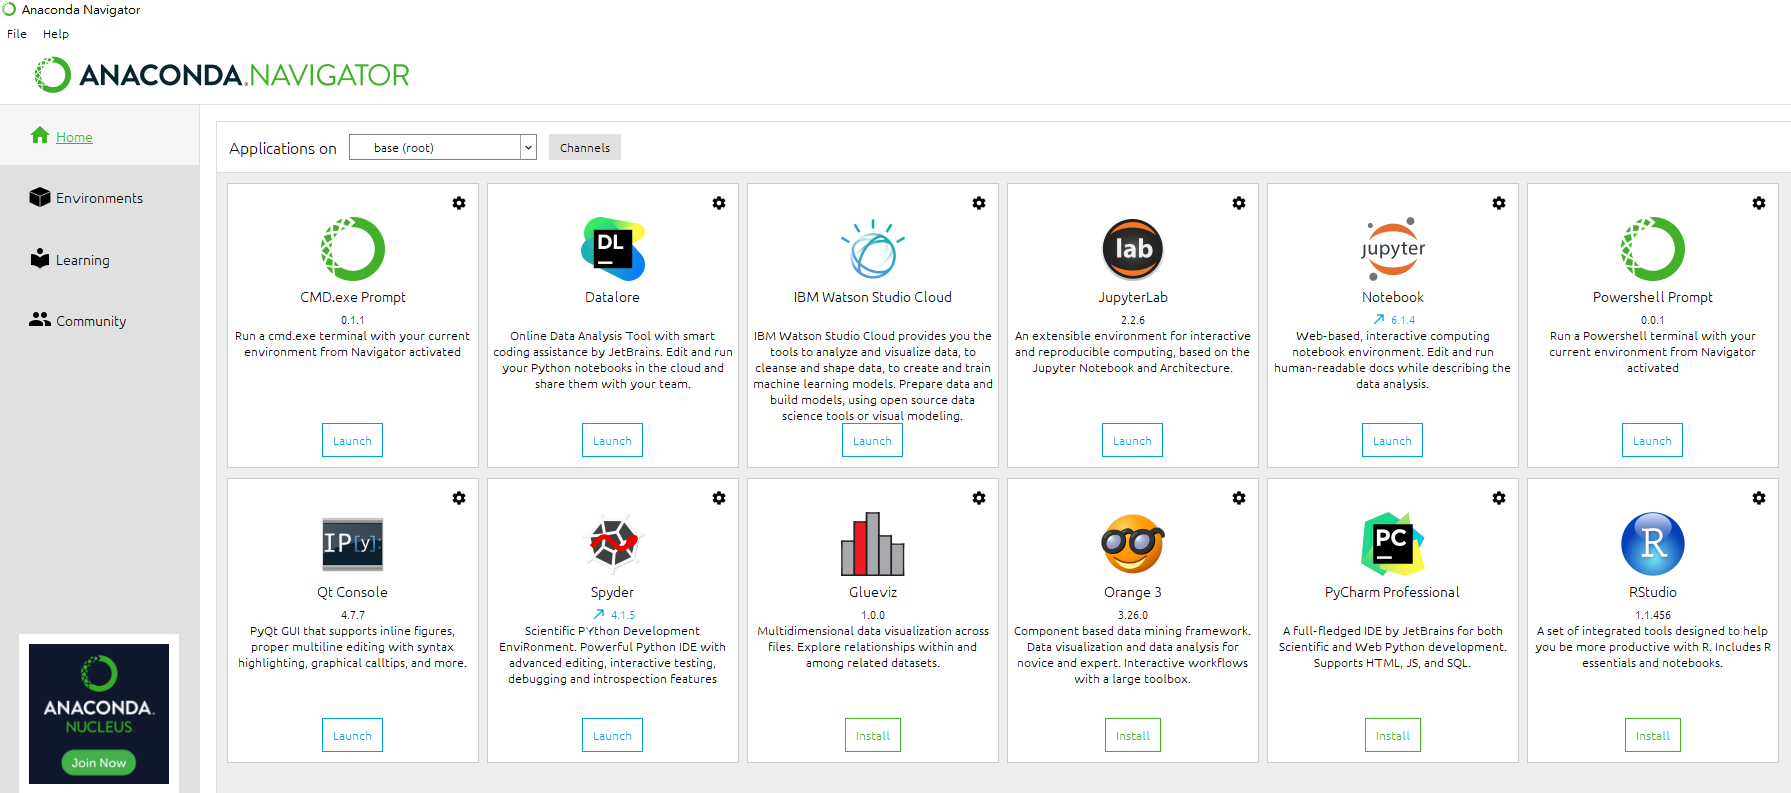 Anaconda Navigator
File Help
ANACONDA.NAVIGATOR
Home
Environments
Learning
Community
ANACONDA.
NUCLEUS
Join Now
Applications on base (root) Channels
CMD.exe Prompt
0.1.1
Run a cmd.exe terminal with your current
environment from Navigator activated
Launch
DL
Datalore
Online Data Analysis Tool with smart
coding assistance by JetBrains. Edit and run
your Python notebooks in the cloud and
share them with your team.
Launch
IBM Watson Studio Cloud
IBM Watson Studio Cloud provides you the
tools to analyze and visualize data, to
cleanse and shape data, to create and train
machine learning models. Prepare data and
build models, using open source data
science tools or visual modeling.
Launch
lab
JupyterLab
2.2.6
An extensible environment for interactive
and reproducible computing, based on the
Jupyter Notebook and Architecture.
Launch
jupyter
Notebook
6.1.4
Web-based, interactive computing
notebook environment. Edit and run
human-readable docs while describing the
data analysis.
Launch
Powershell Prompt
0.0.1
Run a Powershell terminal with your
current environment from Navigator
activated
Launch
IP[y]:
Qt Console
4.7.7
PyQt GUI that supports inline figures,
proper multiline editing with syntax
highlighting, graphical calltips, and more.
Launch
Spyder
4.1.5
Scientific PYthon Development
EnviRonment. Powerful Python IDE with
advanced editing, interactive testing,
debugging and introspection features
Launch
Glueviz
1.0.0
Multidimensional data visualization across
files. Explore relationships within and
among related datasets.
Install
Orange 3
3.26.0
Component based data mining framework.
Data visualization and data analysis for
novice and expert. Interactive workflows
with a large toolbox.
Install
PC
PyCharm Professional
A full-fledged IDE by JetBrains for both
Scientific and Web Python development.
Supports HTML, JS, and SQL.
Install
R
RStudio
1.1.456
A set of integrated tools designed to help
you be more productive with R. Includes R
essentials and notebooks.
Install